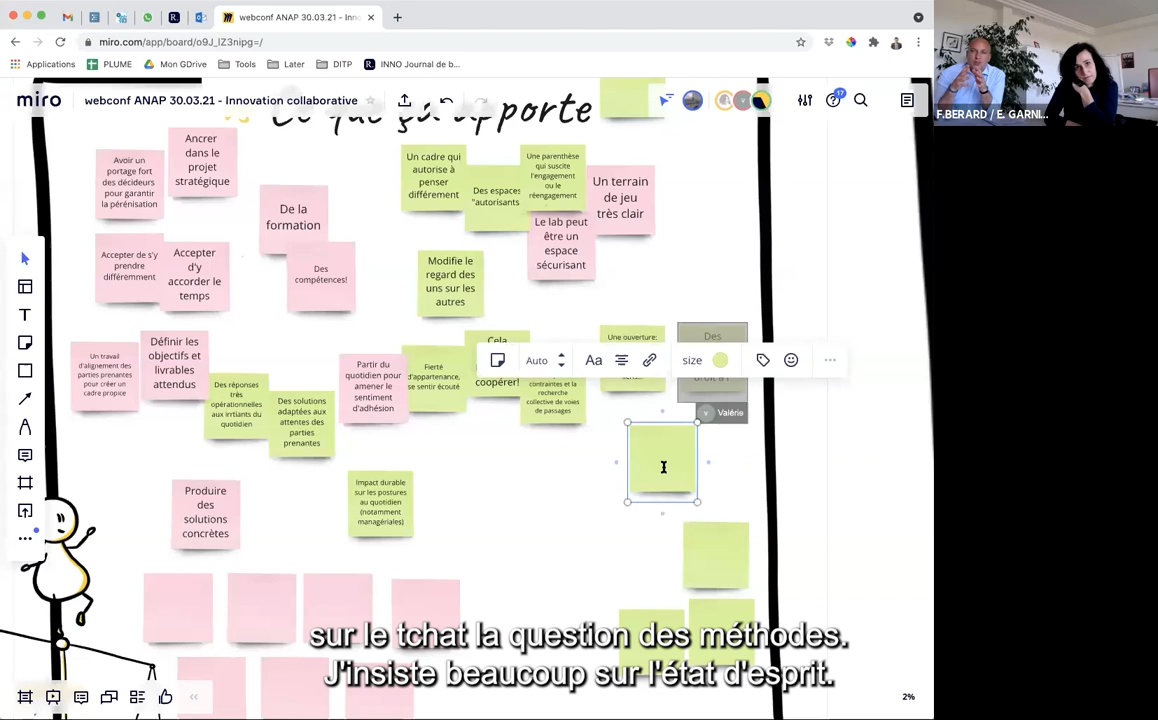 webconf ANAP 30.03.21 - Inno
miro.com/app/board/o9J_lZ3nipg=/
Applications
PLUME
Mon GDrive
Tools
Later
DITP
INNO Journal de b...
miro
webconf ANAP 30.03.21 - Innovation collaborative
17
F.BERARD / E. GARNI...
Ce que ça apporte
Avoir un
portage fort
des décideurs
pour garantir
la pérénisation
Ancrer
dans le
projet
stratégique
De la
formation
Accepter de s'y
prendre
différemment
Accepter
d'y
accorder le
temps
Des
compétences!
Un cadre qui
autorise à
penser
différement
Des espaces
"autorisants
Une parenthèse
qui suscite
l'engagement
ou le
réengagement
Un terrain
de jeu
très clair
Le lab peut
être un
espace
sécurisant
Modifie le
regard des
uns sur les
autres
Un travail
d'alignement des
parties prenantes
pour créer un
cadre propice
Définir les
objectifs et
livrables
attendus
Des réponses
très
opérationnelles
aux irrtiants du
quotidien
Des solutions
adaptées aux
attentes des
parties
prenantes
Partir du
quotidien pour
amener le
sentiment
d'adhésion
Fierté
d'appartenance,
se sentir écouté
Cela
coopérer!
contraintes et la
recherche
collective de voies
de passages
Une ouverture:
Des
droit à l'
Auto
Aa
size
V
Valérie
Produire
des
solutions
concrètes
Impact durable
sur les postures
au quotidien
(notamment
managériales)
sur le tchat la question des méthodes.
J'insiste beaucoup sur l'état d'esprit.
2%